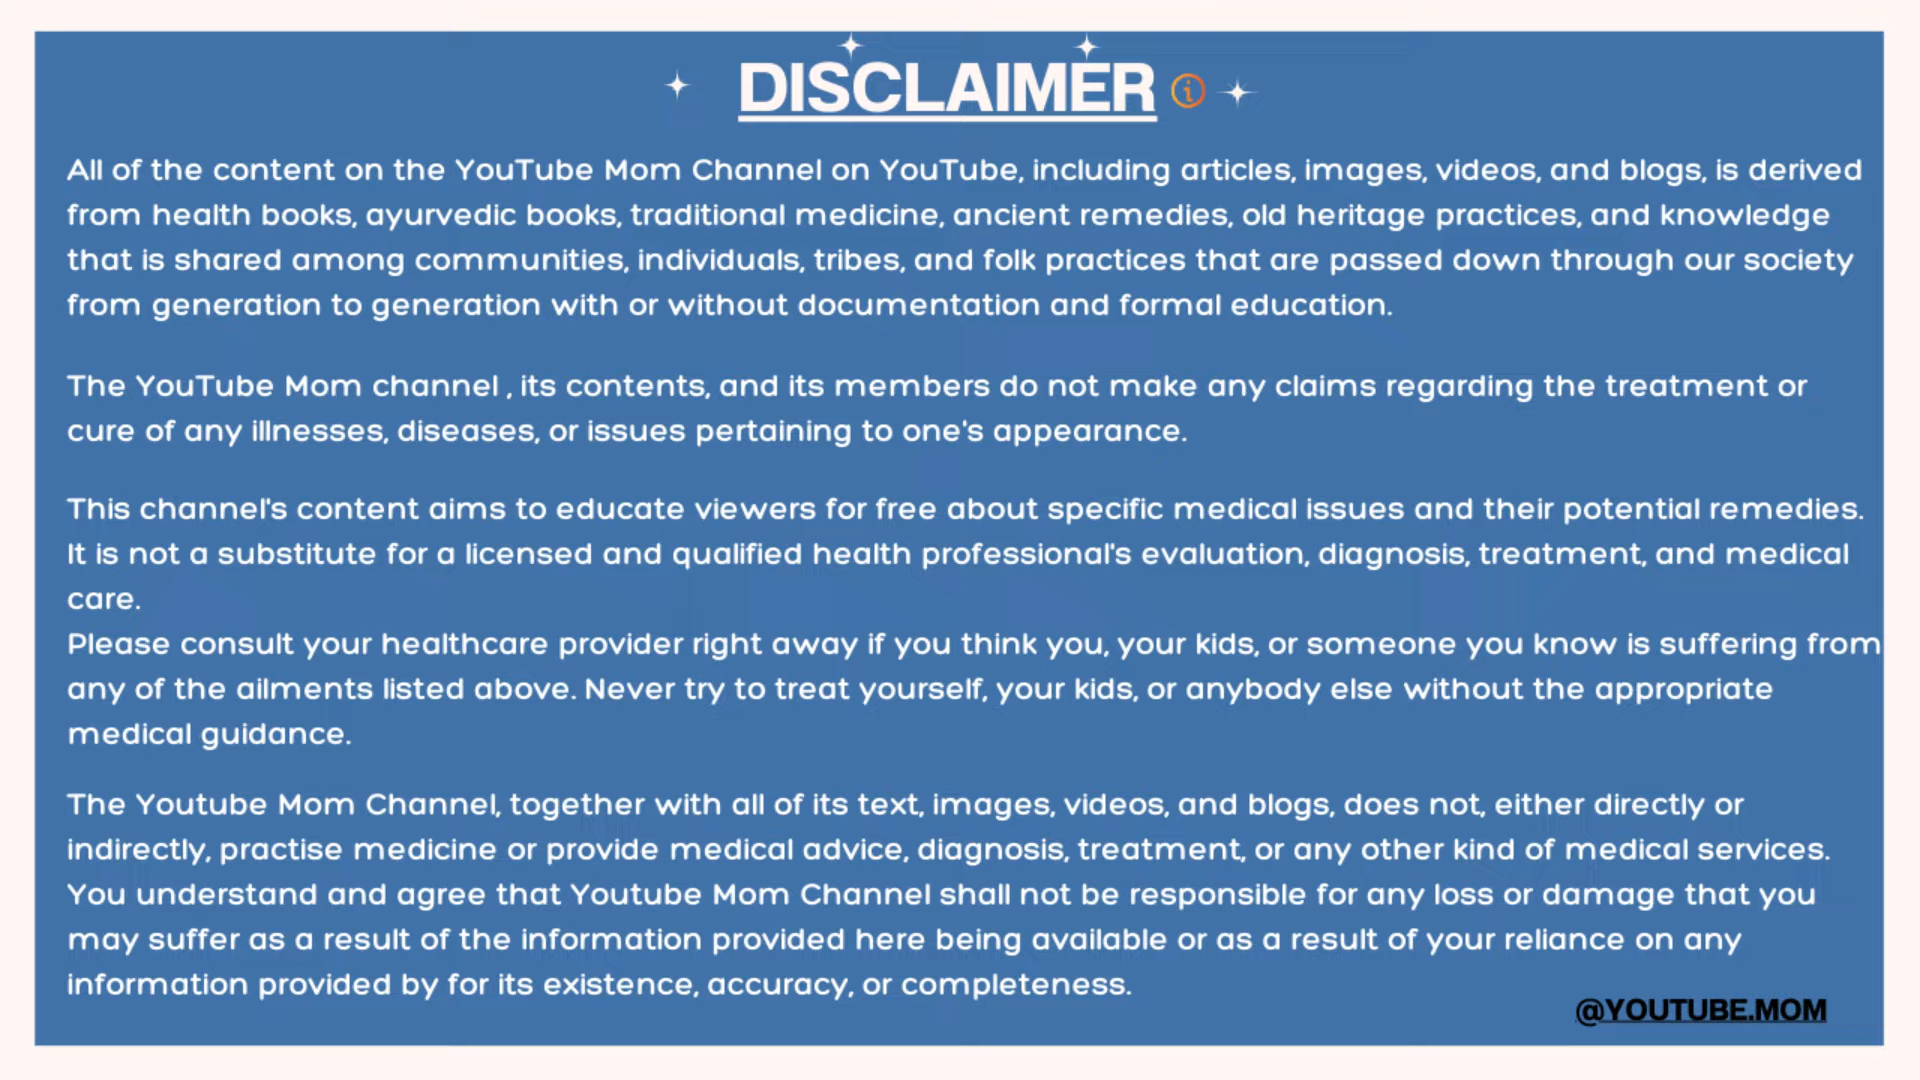 DISCLAIMER
All of the content on the YouTube Mom Channel on YouTube, including articles, images, videos, and blogs, is derived
from health books, ayurvedic books, traditional medicine, ancient remedies, old heritage practices, and knowledge
that is shared among communities, individuals, tribes, and folk practices that are passed down through our society
from generation to generation with or without documentation and formal education.
The YouTube Mom channel , its contents, and its members do not make any claims regarding the treatment or
cure of any illnesses, diseases, or issues pertaining to one's appearance.
This channel's content aims to educate viewers for free about specific medical issues and their potential remedies.
It is not a substitute for a licensed and qualified health professional's evaluation, diagnosis, treatment, and medical
care.
Please consult your healthcare provider right away if you think you, your kids, or someone you know is suffering from
any of the ailments listed above. Never try to treat yourself, your kids, or anybody else without the appropriate
medical guidance.
The Youtube Mom Channel, together with all of its text, images, videos, and blogs, does not, either directly or
indirectly, practise medicine or provide medical advice, diagnosis, treatment, or any other kind of medical services.
You understand and agree that Youtube Mom Channel shall not be responsible for any loss or damage that you
may suffer as a result of the information provided here being available or as a result of your reliance on any
information provided by for its existence, accuracy, or completeness.
@YOUTUBE.MOM